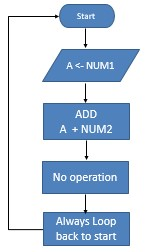 Start
A <- NUM1
ADD
A + NUM2
No operation
Always Loop
back to start